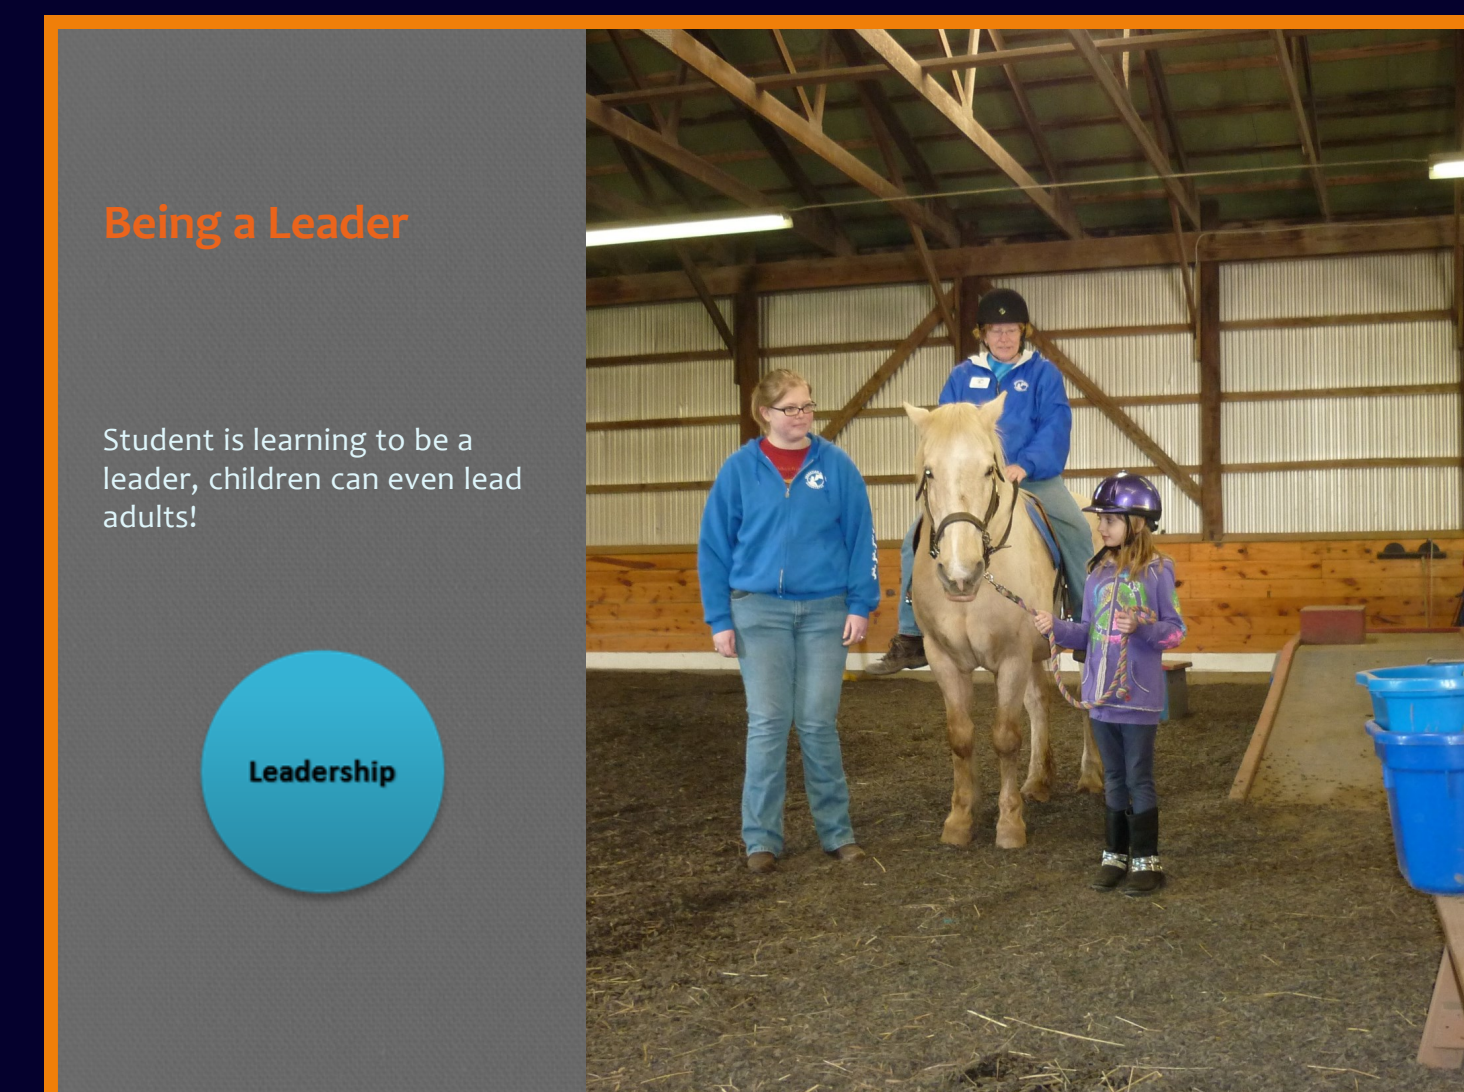 Being a Leader
Student is learning to be a
leader, children can even lead
adults!
Leadership